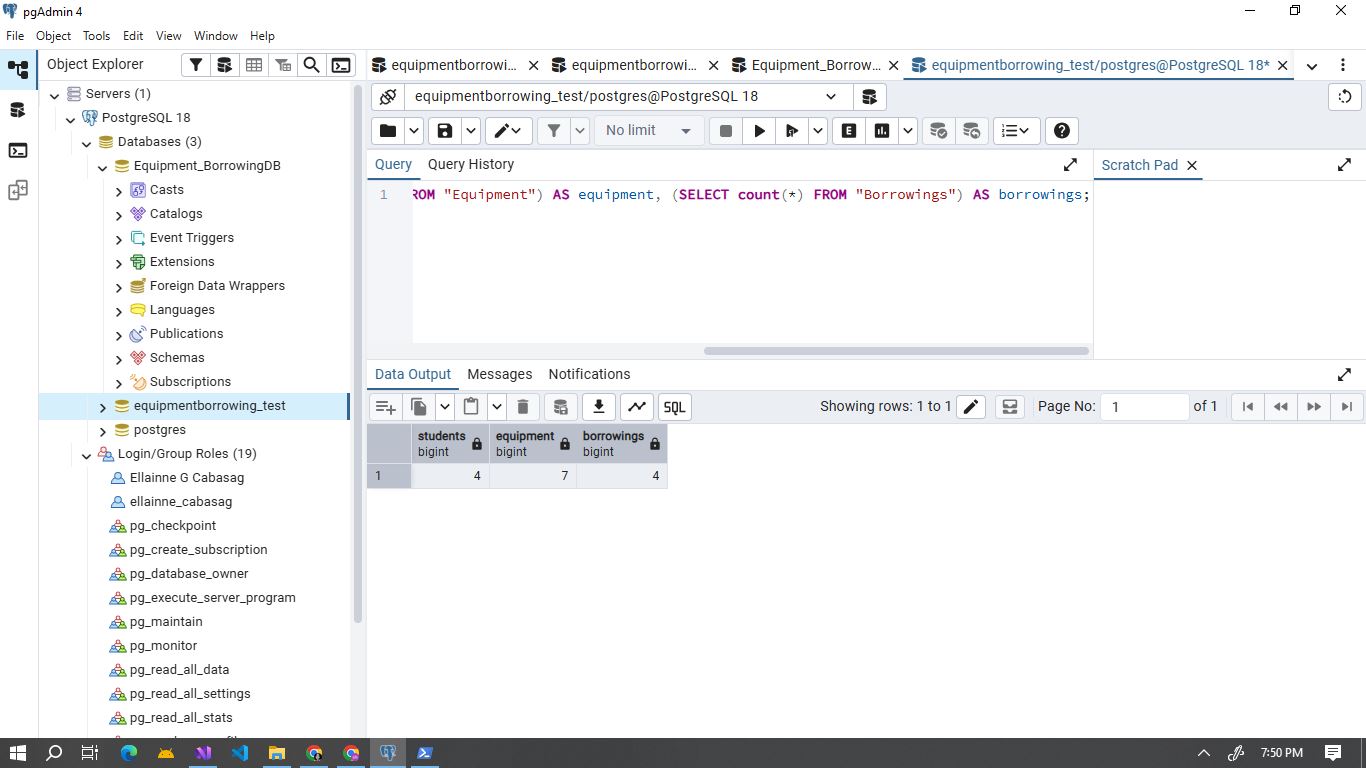 pgAdmin 4
File Object Tools Edit View Window Help
Object Explorer
equipmentborrowi...
equipmentborrowi...
Equipment_Borrow...
equipmentborrowing_test/postgres@PostgreSQL 18*
Servers (1)
PostgreSQL 18
Databases (3)
Equipment_BorrowingDB
Casts
Catalogs
Event Triggers
Extensions
Foreign Data Wrappers
Languages
Publications
Schemas
Subscriptions
equipmentborrowing_test
postgres
Login/Group Roles (19)
Ellainne G Cabasag
ellainne_cabasag
pg_checkpoint
pg_create_subscription
pg_database_owner
pg_execute_server_program
pg_maintain
pg_monitor
pg_read_all_data
pg_read_all_settings
pg_read_all_stats
equipmentborrowing_test/postgres@PostgreSQL 18
No limit
E
Query Query History
Scratch Pad
1 ROM "Equipment") AS equipment, (SELECT count(*) FROM "Borrowings") AS borrowings;
Data Output Messages Notifications
SQL
Showing rows: 1 to 1
Page No: 1 of 1
students equipment borrowings
bigint bigint bigint
1 4 7 4
7:50 PM